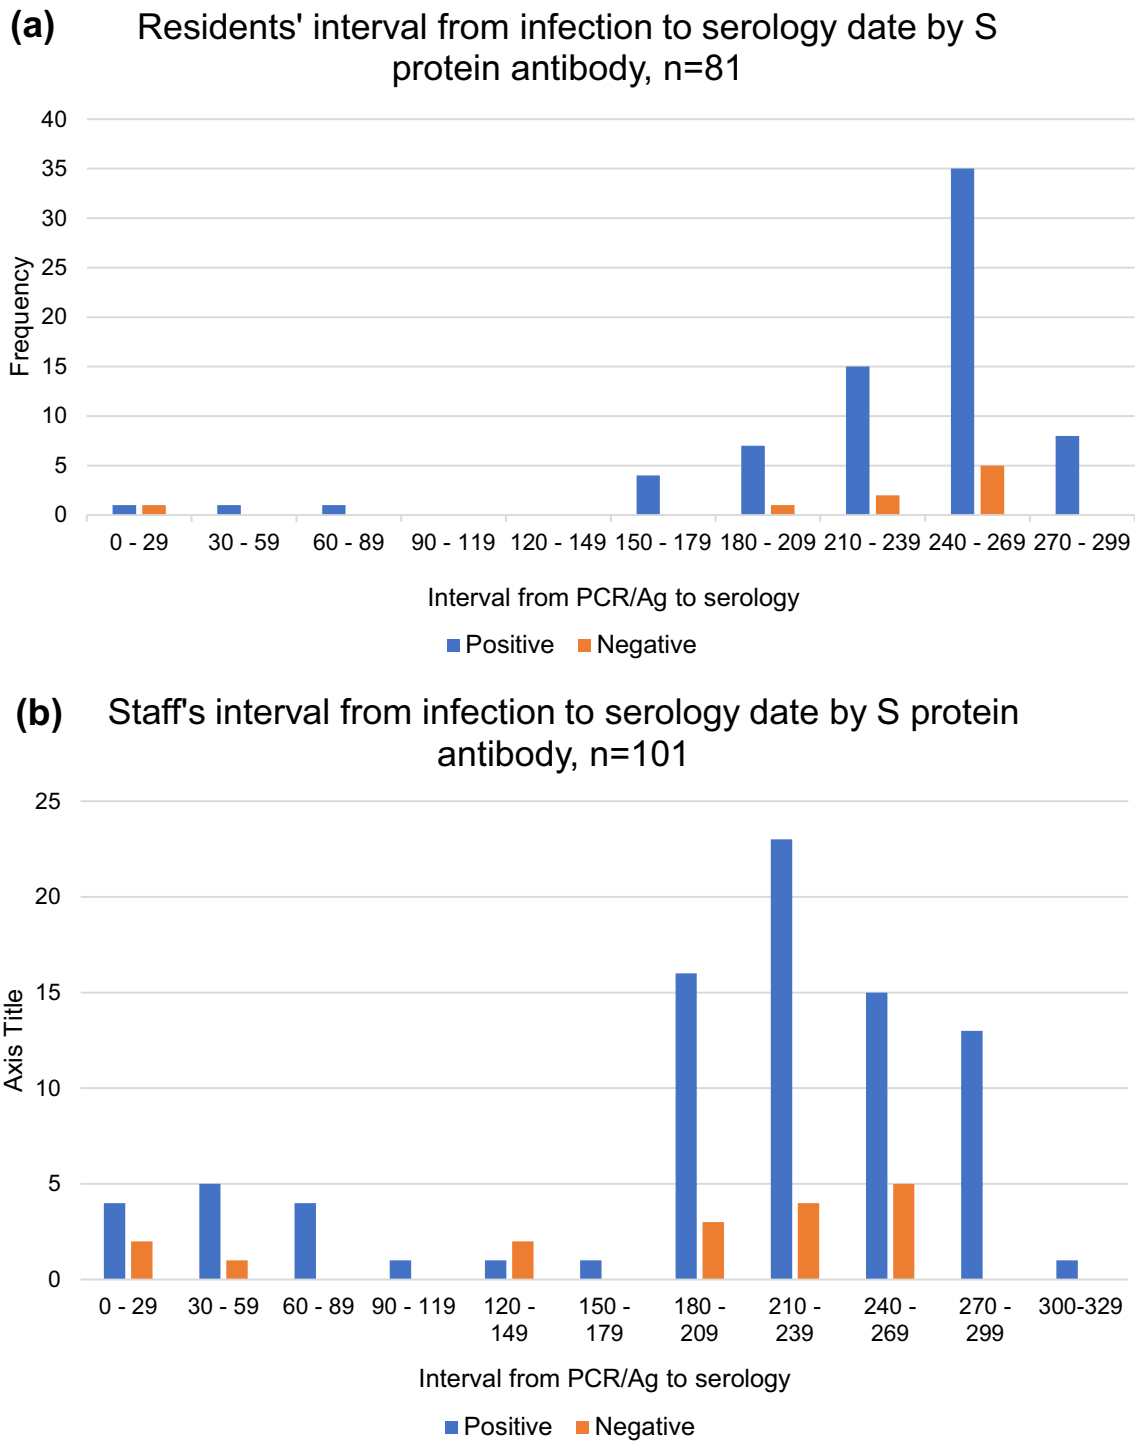 (a)
Residents' interval from infection to serology date by S
protein antibody, n=81
40
35
30
25
20
15
10
5
0
Frequency
0 - 29 30 - 59 60 - 89 90 - 119 120 - 149 150 - 179 180 - 209 210 - 239 240 - 269 270 - 299
Interval from PCR/Ag to serology
Positive Negative
(b)
Staff's interval from infection to serology date by S protein
antibody, n=101
25
20
15
10
5
0
Axis Title
0 - 29 30 - 59 60 - 89 90 - 119 120 - 150 - 180 - 210 - 240 - 270 - 300-329
149 179 209 239 269 299
Interval from PCR/Ag to serology
Positive Negative